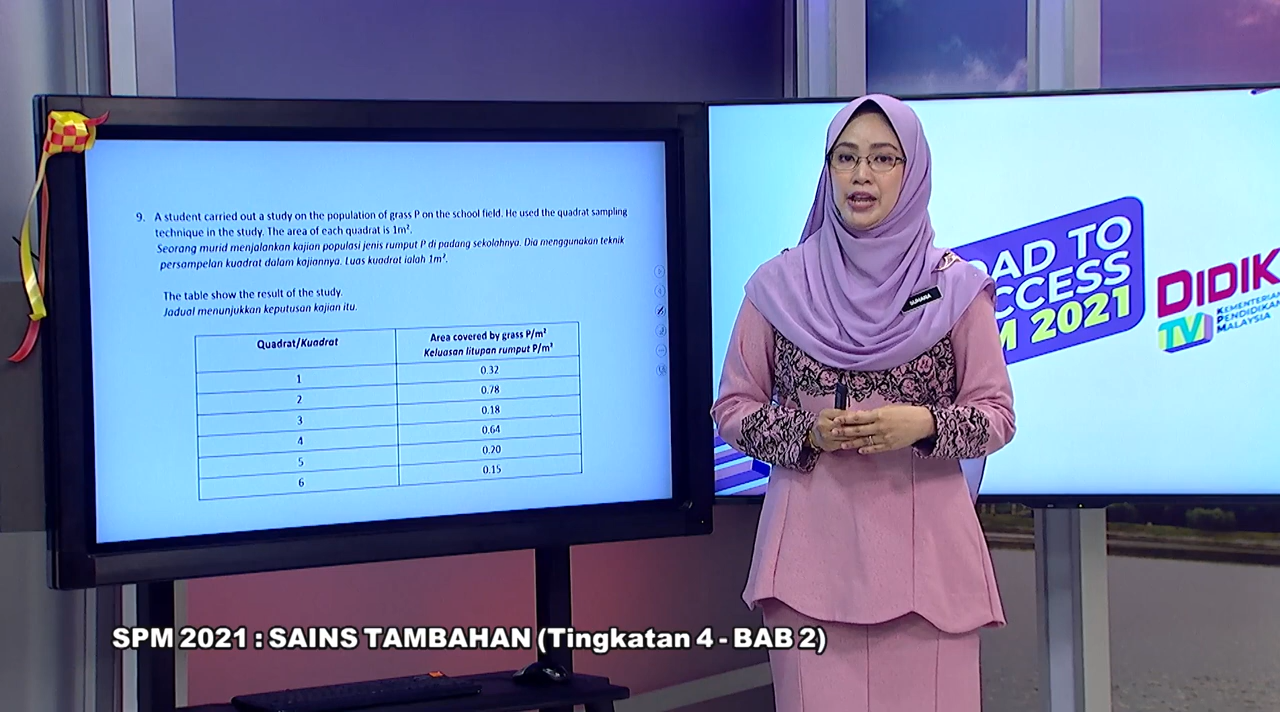 9. A student carried out a study on the population of grass P on the school field. He used the quadrat sampling
technique in the study. The area of each quadrat is 1m².
Seorang murid menjalankan kajian populasi jenis rumput P di padang sekolahnya. Dia menggunakan teknik
persampelan kuadrat dalam kajiannya. Luas kuadrat ialah 1m².
The table show the result of the study.
Jadual menunjukkan keputusan kajian itu.
Quadrat/Kuadrat
Area covered by grass P/m²
Keluasan litupan rumput P/m²
1 0.32
2 0.78
3 0.18
4 0.64
5 0.20
6 0.15
SUHARA
OAD TO
CCESS
M 2021
DIDIK
TV
KEMENTERIAN
PENDIDIKAN
MALAYSIA
SPM 2021 : SAINS TAMBAHAN (Tingkatan 4 - BAB 2)